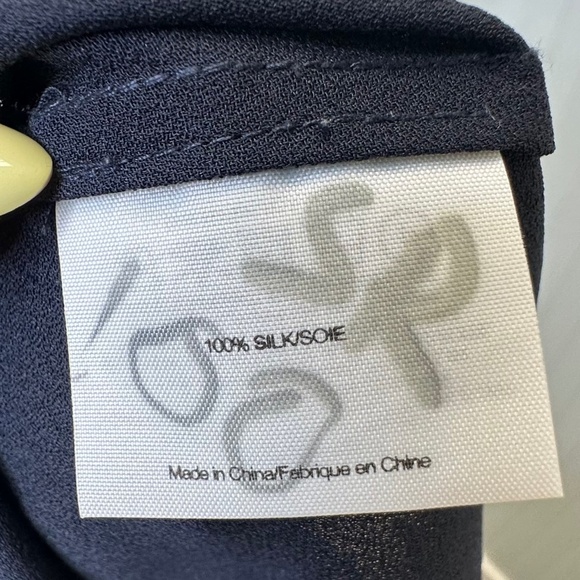 100% SILK/SOIE
Made in China/Fabrique en Chine